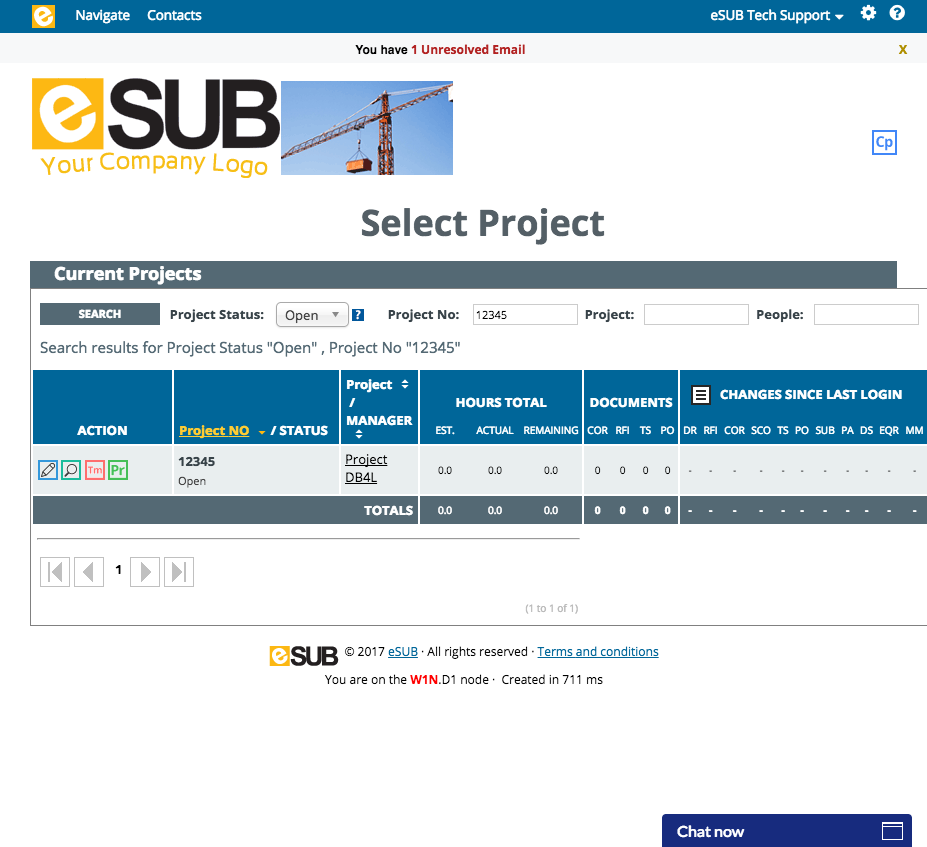 e Navigate Contacts eSUB Tech Support ?
You have 1 Unresolved Email X
eSUB
Your Company Logo
Cp
Select Project
Current Projects
SEARCH Project Status: Open ? Project No: 12345 Project: People:
Search results for Project Status "Open" , Project No "12345"
ACTION
Project NO / STATUS
Project
/
MANAGER
HOURS TOTAL
EST. ACTUAL REMAINING
DOCUMENTS
COR RFI TS PO
CHANGES SINCE LAST LOGIN
DR RFI COR SCO TS PO SUB PA DS EQR MM
Tm Pr
12345
Open
Project
DB4L
0.0 0.0 0.0 0 0 0 0 - - - - - - - - - - -
TOTALS 0.0 0.0 0.0 0 0 0 0 - - - - - - - - - - -
1
(1 to 1 of 1)
eSUB © 2017 eSUB · All rights reserved · Terms and conditions
You are on the W1N.D1 node · Created in 711 ms
Chat now